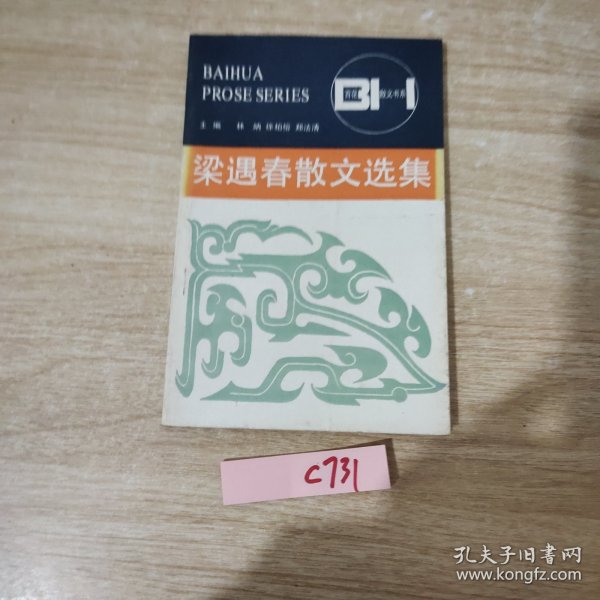 BAIHUA
PROSE SERIES
BH
百花
散文书系
主编 林呐 徐柏容 郑法清
梁遇春散文选集
C731
孔夫子旧书网
www.kongfz.com